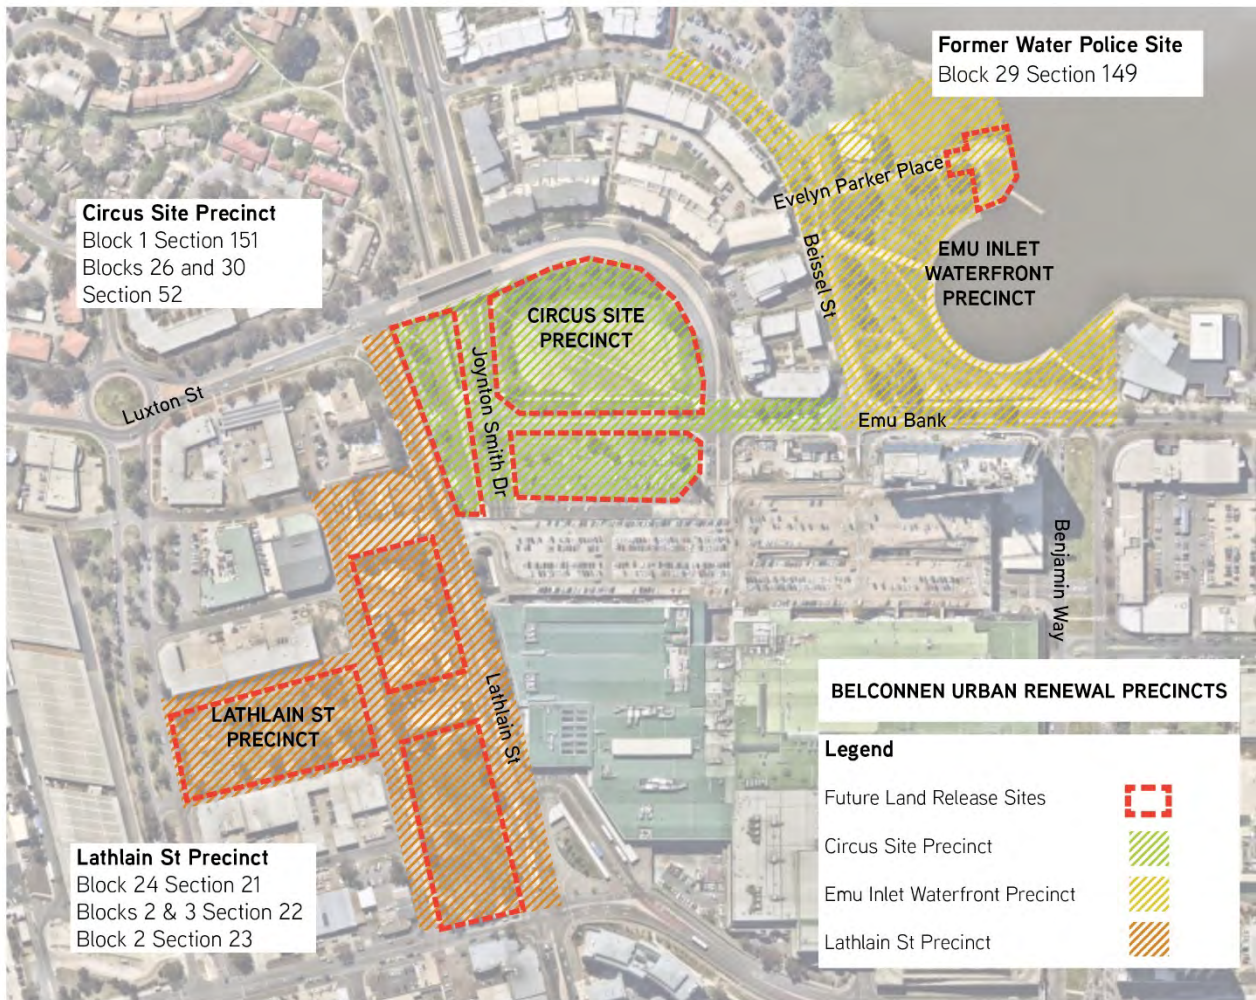 Former Water Police Site
Block 29 Section 149
Circus Site Precinct
Block 1 Section 151
Blocks 26 and 30
Section 52
Evelyn Parker Place
Beissel St
EMU INLET
WATERFRONT
PRECINCT
CIRCUS SITE
PRECINCT
Joynton Smith Dr
Luxton St
Emu Bank
Benjamin Way
Lathlain St
LATHLAIN ST
PRECINCT
BELCONNEN URBAN RENEWAL PRECINCTS
Legend
Future Land Release Sites
Circus Site Precinct
Emu Inlet Waterfront Precinct
Lathlain St Precinct
Lathlain St Precinct
Block 24 Section 21
Blocks 2 & 3 Section 22
Block 2 Section 23